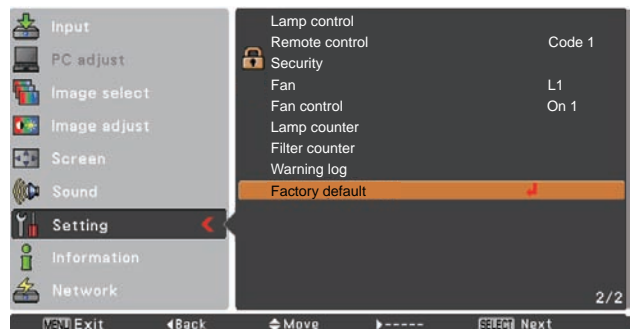 Input
PC adjust
Image select
Image adjust
Screen
Sound
Setting
Information
Network
Lamp control
Remote control Code 1
Security
Fan L1
Fan control On 1
Lamp counter
Filter counter
Warning log
Factory default
2/2
MENU Exit ◀Back ◆Move ▶----- SELECT Next